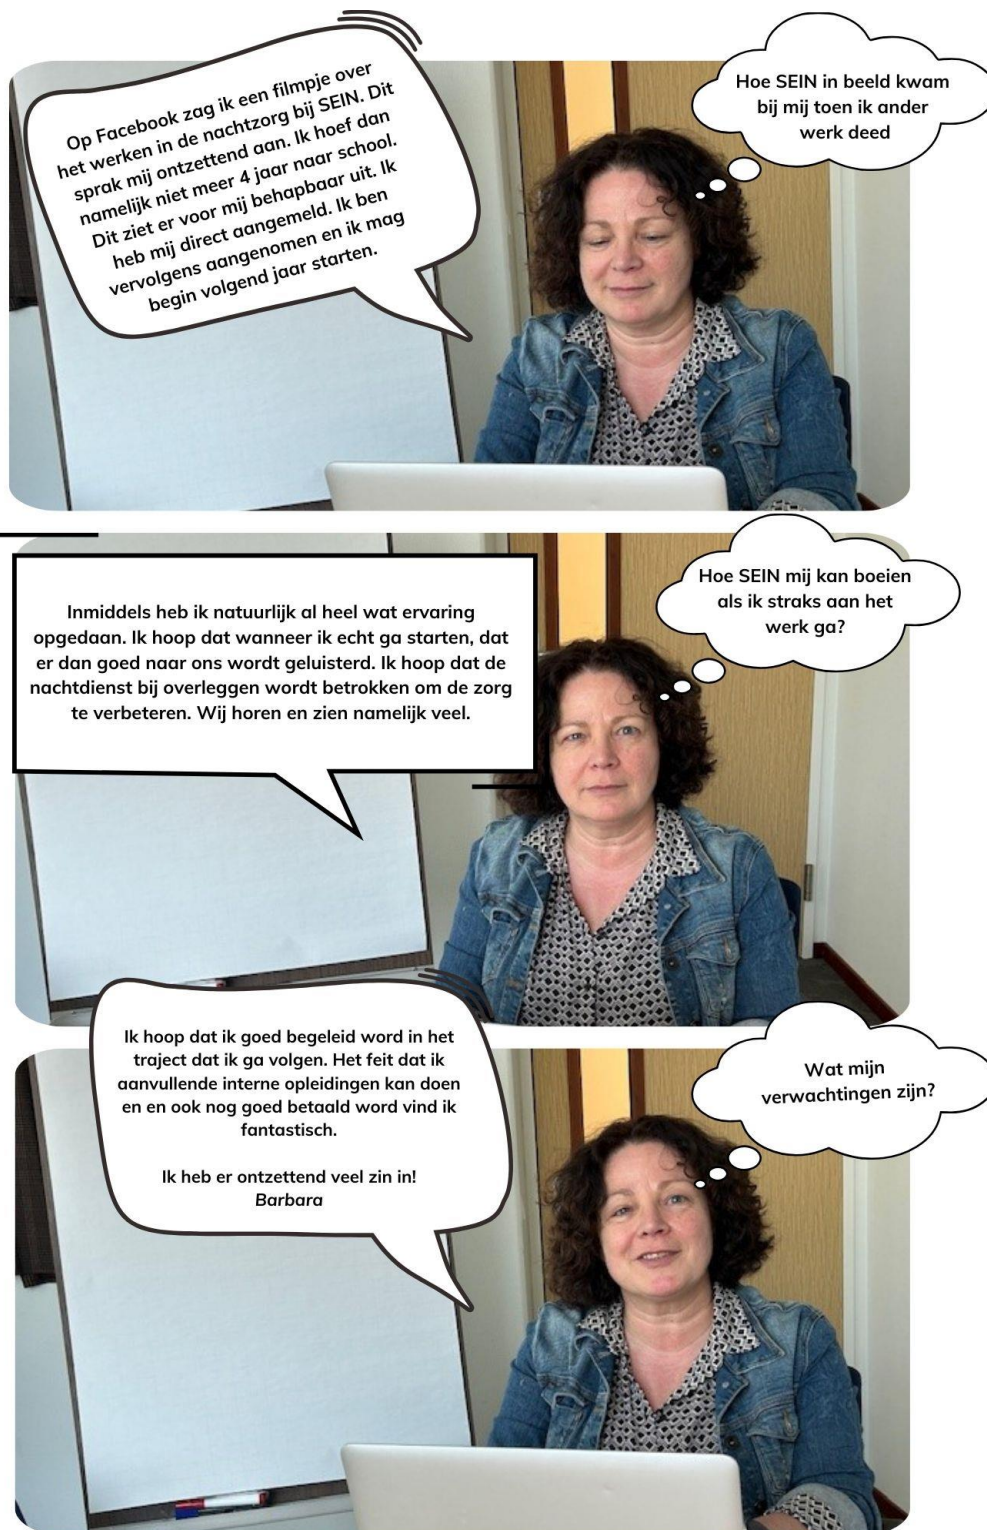 Op Facebook zag ik een filmpje over
het werken in de nachtzorg bij SEIN. Dit
sprak mij ontzettend aan. Ik hoef dan
namelijk niet meer 4 jaar naar school.
Dit ziet er voor mij behapbaar uit. Ik
heb mij direct aangemeld. Ik ben
vervolgens aangenomen en ik mag
begin volgend jaar starten.
Hoe SEIN in beeld kwam
bij mij toen ik ander
werk deed
Inmiddels heb ik natuurlijk al heel wat ervaring
opgedaan. Ik hoop dat wanneer ik echt ga starten, dat
er dan goed naar ons wordt geluisterd. Ik hoop dat de
nachtdienst bij overleggen wordt betrokken om de zorg
te verbeteren. Wij horen en zien namelijk veel.
Hoe SEIN mij kan boeien
als ik straks aan het
werk ga?
Ik hoop dat ik goed begeleid word in het
traject dat ik ga volgen. Het feit dat ik
aanvullende interne opleidingen kan doen
en en ook nog goed betaald word vind ik
fantastisch.
Ik heb er ontzettend veel zin in!
Barbara
Wat mijn
verwachtingen zijn?